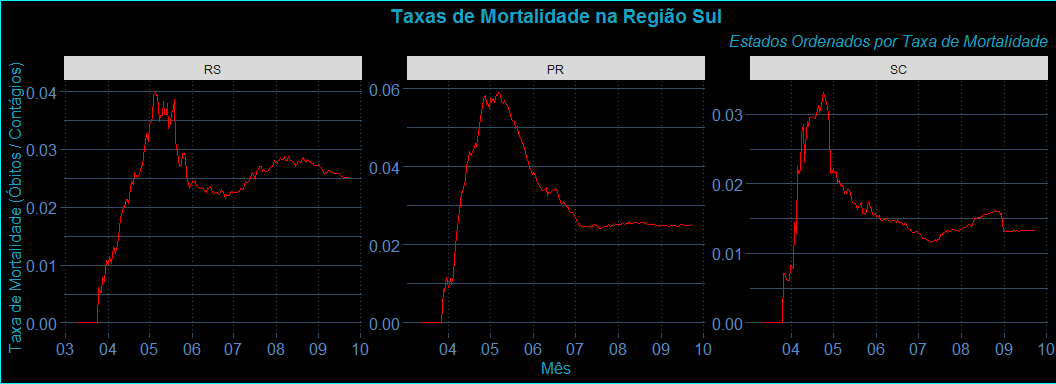 Taxas de Mortalidade na Região Sul
Estados Ordenados por Taxa de Mortalidade
Taxa de Mortalidade (Óbitos / Contágios)
RS
0.04
0.03
0.02
0.01
0.00
03 04 05 06 07 08 09 10
PR
0.06
0.04
0.02
0.00
04 05 06 07 08 09 10
SC
0.03
0.02
0.01
0.00
04 05 06 07 08 09 10
Mês